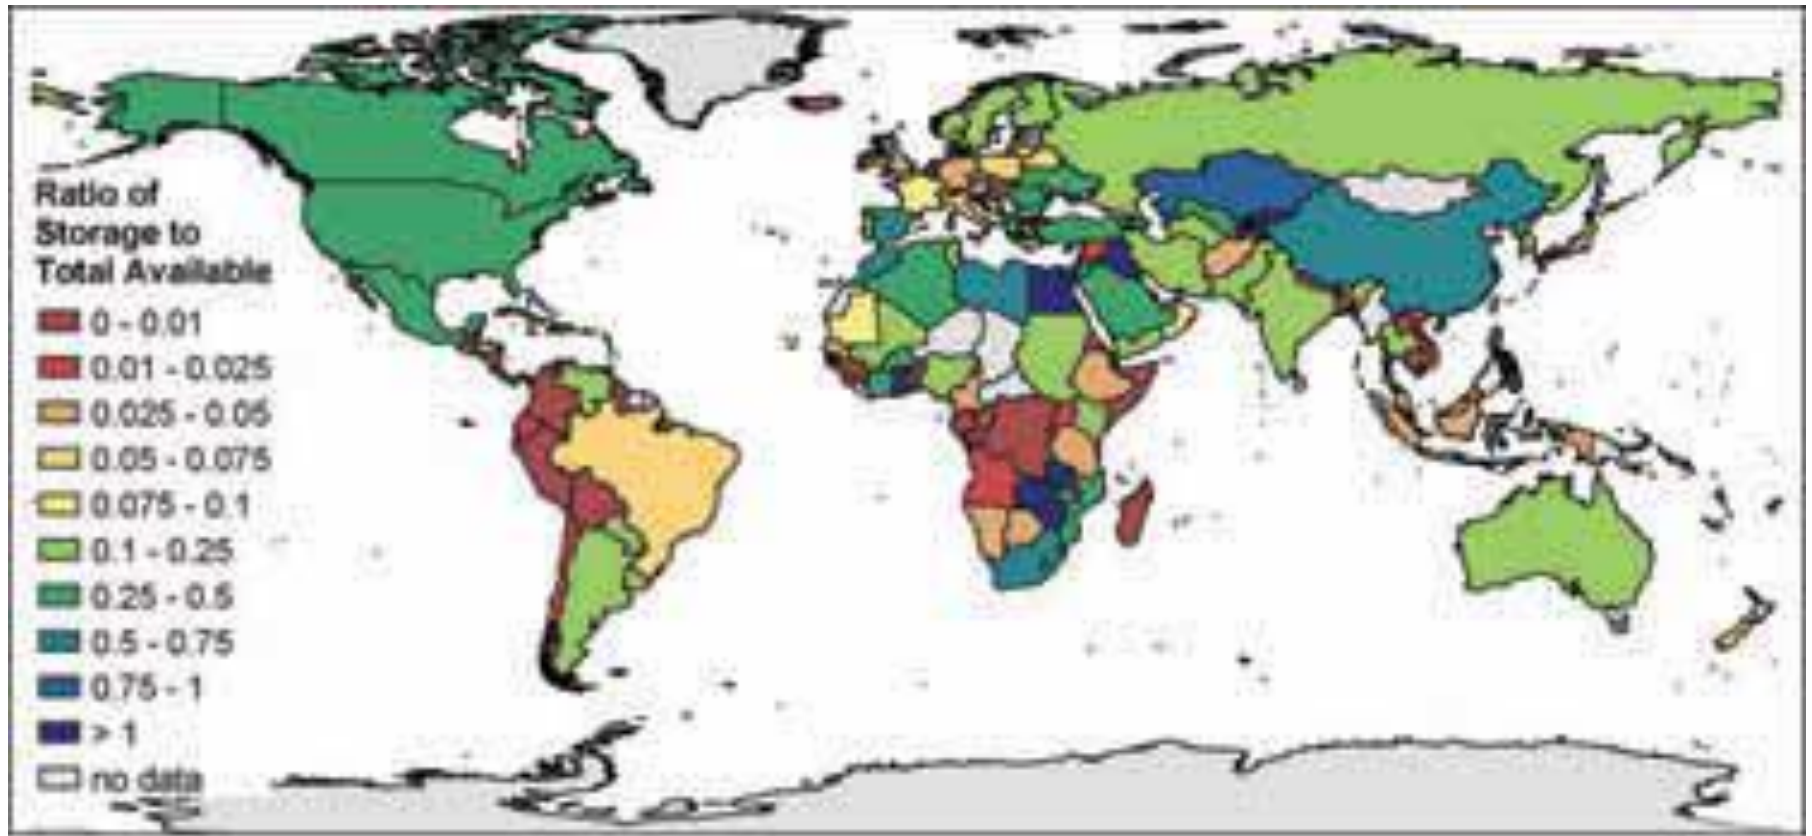 Ratio of
Storage to
Total Available
0 - 0.01
0.01 - 0.025
0.025 - 0.05
0.05 - 0.075
0.075 - 0.1
0.1 - 0.25
0.25 - 0.5
0.5 - 0.75
0.75 - 1
> 1
no data